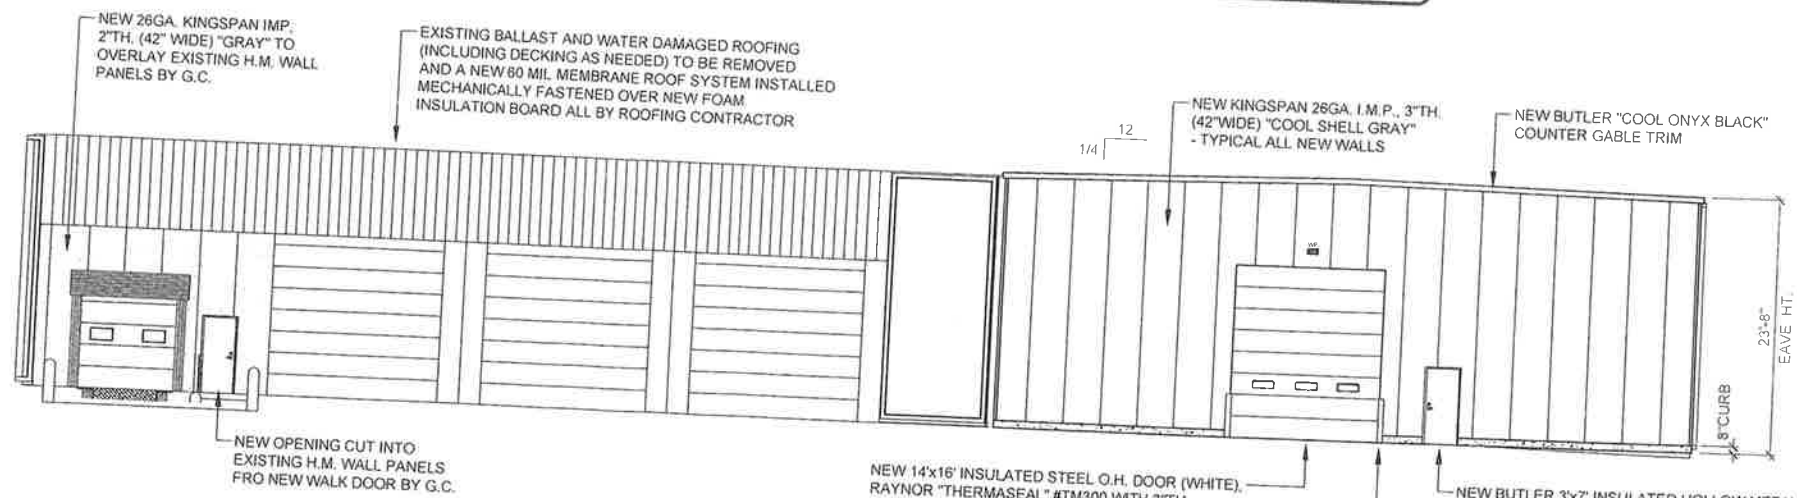 NEW 26GA. KINGSPAN IMP,
2"TH. (42" WIDE) "GRAY" TO
OVERLAY EXISTING H.M. WALL
PANELS BY G.C.
EXISTING BALLAST AND WATER DAMAGED ROOFING
(INCLUDING DECKING AS NEEDED) TO BE REMOVED
AND A NEW 60 MIL MEMBRANE ROOF SYSTEM INSTALLED
MECHANICALLY FASTENED OVER NEW FOAM
INSULATION BOARD ALL BY ROOFING CONTRACTOR
12
1/4
NEW KINGSPAN 26GA. I.M.P., 3"TH.
(42"WIDE) "COOL SHELL GRAY"
- TYPICAL ALL NEW WALLS
NEW BUTLER "COOL ONYX BLACK"
COUNTER GABLE TRIM
WP
23'-8"
EAVE HT.
8"CURB
NEW OPENING CUT INTO
EXISTING H.M. WALL PANELS
FRO NEW WALK DOOR BY G.C.
NEW 14'x16' INSULATED STEEL O.H. DOOR (WHITE),
RAYNOR "THERMASEAL" #TM300 WITH
NEW BUTLER 3'x7' INSULATED